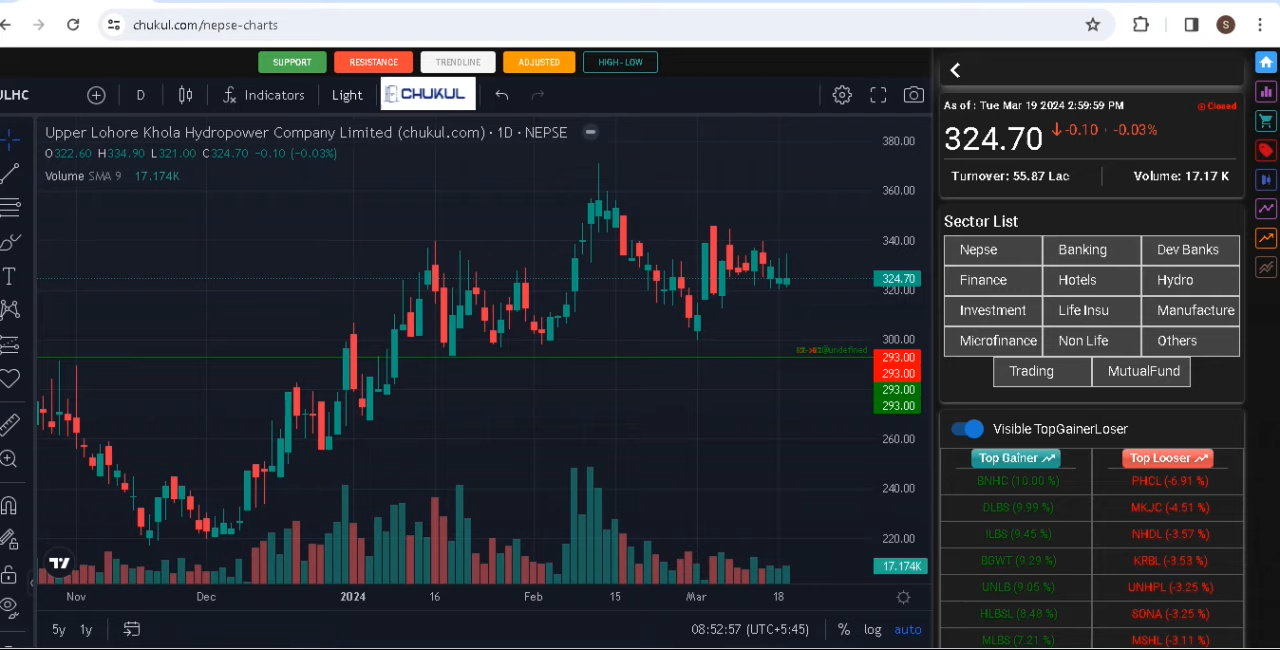 chukul.com/nepse-charts
S
SUPPORT RESISTANCE TRENDLINE ADJUSTED HIGH-LOW
ULHC D Indicators Light CHUKUL
Upper Lohore Khola Hydropower Company Limited (chukul.com) · 1D · NEPSE
O322.60 H334.90 L321.00 C324.70 -0.10 (-0.03%)
Volume SMA 9 17.174K
380.00
360.00
340.00
324.70
320.00
300.00
293.00
293.00
293.00
293.00
260.00
240.00
220.00
17.174K
Nov Dec 2024 16 Feb 15 Mar 18
5y 1y 08:52:57 (UTC+5:45) % log auto
As of : Tue Mar 19 2024 2:59:59 PM Closed
324.70 -0.10 · -0.03%
Turnover: 55.87 Lac Volume: 17.17 K
Sector List
Nepse Banking Dev Banks
Finance Hotels Hydro
Investment Life Insu Manufacture
Microfinance Non Life Others
Trading MutualFund
Visible TopGainerLoser
Top Gainer Top Looser
BNHC (10.00 %) PHCL (-6.91 %)
DLBS (9.99 %) MKJC (-4.51 %)
ILBS (9.45 %) NHDL (-3.57 %)
BGWT (9.29 %) KRBL (-3.53 %)
UNLB (9.05 %) UNHPL (-3.25 %)
HLBSL (8.48 %) SONA (-3.25 %)
MLBS (7.21 %) MSHL (-3.11 %)